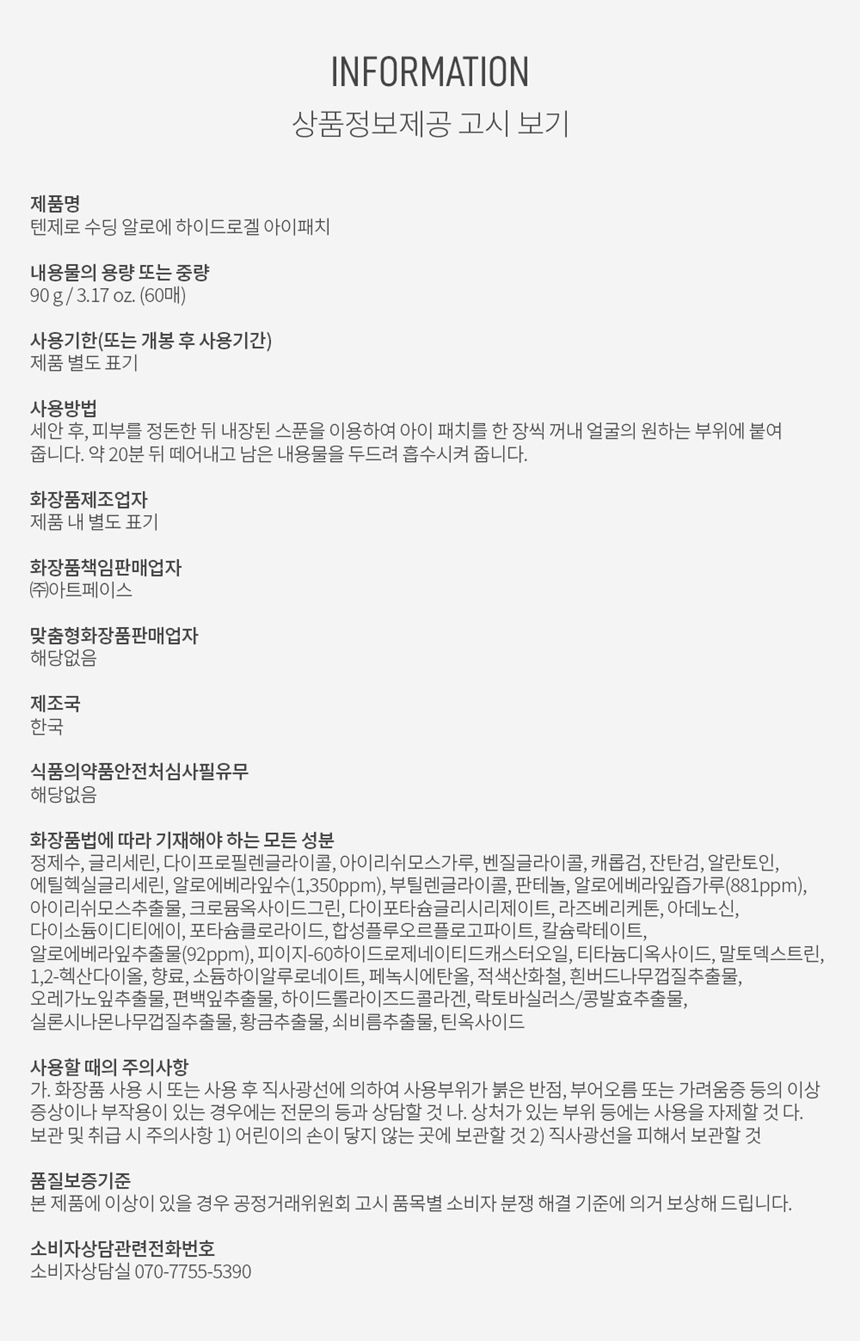 INFORMATION
상품정보제공 고시 보기
제품명
텐제로 수딩 알로에 하이드로겔 아이패치
내용물의 용량 또는 중량
90 g / 3.17 oz. (60매)
사용기한(또는 개봉 후 사용기간)
제품 별도 표기
사용방법
세안 후, 피부를 정돈한 뒤 내장된 스푼을 이용하여 아이 패치를 한 장씩 꺼내 얼굴의 원하는 부위에 붙여
줍니다. 약 20분 뒤 떼어내고 남은 내용물을 두드려 흡수시켜 줍니다.
화장품제조업자
제품 내 별도 표기
화장품책임판매업자
㈜아트페이스
맞춤형화장품판매업자
해당없음
제조국
한국
식품의약품안전처심사필유무
해당없음
화장품법에 따라 기재해야 하는 모든 성분
정제수, 글리세린, 다이프로필렌글라이콜, 아이리쉬모스가루, 벤질글라이콜, 캐롭검, 잔탄검, 알란토인,
에틸헥실글리세린, 알로에베라잎수(1,350ppm), 부틸렌글라이콜, 판테놀, 알로에베라잎즙가루(881ppm),
아이리쉬모스추출물, 크로뮴옥사이드그린, 다이포타슘글리시리제이트, 라즈베리케톤, 아데노신,
다이소듐이디티에이, 포타슘클로라이드, 합성플루오르플로고파이트, 칼슘락테이트,
알로에베라잎추출물(92ppm), 피이지-60하이드로제네이티드캐스터오일, 티타늄디옥사이드, 말토덱스트린,
1,2-헥산다이올, 향료, 소듐하이알루로네이트, 페녹시에탄올, 적색산화철, 흰버드나무껍질추출물,
오레가노잎추출물, 편백잎추출물, 하이드롤라이즈드콜라겐, 락토바실러스/콩발효추출물,
실론시나몬나무껍질추출물, 황금추출물, 쇠비름추출물, 틴옥사이드
사용할 때의 주의사항
가. 화장품 사용 시 또는 사용 후 직사광선에 의하여 사용부위가 붉은 반점, 부어오름 또는 가려움증 등의 이상
증상이나 부작용이 있는 경우에는 전문의 등과 상담할 것 나. 상처가 있는 부위 등에는 사용을 자제할 것 다.
보관 및 취급 시 주의사항 1) 어린이의 손이 닿지 않는 곳에 보관할 것 2) 직사광선을 피해서 보관할 것
품질보증기준
본 제품에 이상이 있을 경우 공정거래위원회 고시 품목별 소비자 분쟁 해결 기준에 의거 보상해 드립니다.
소비자상담관련전화번호
소비자상담실 070-7755-5390